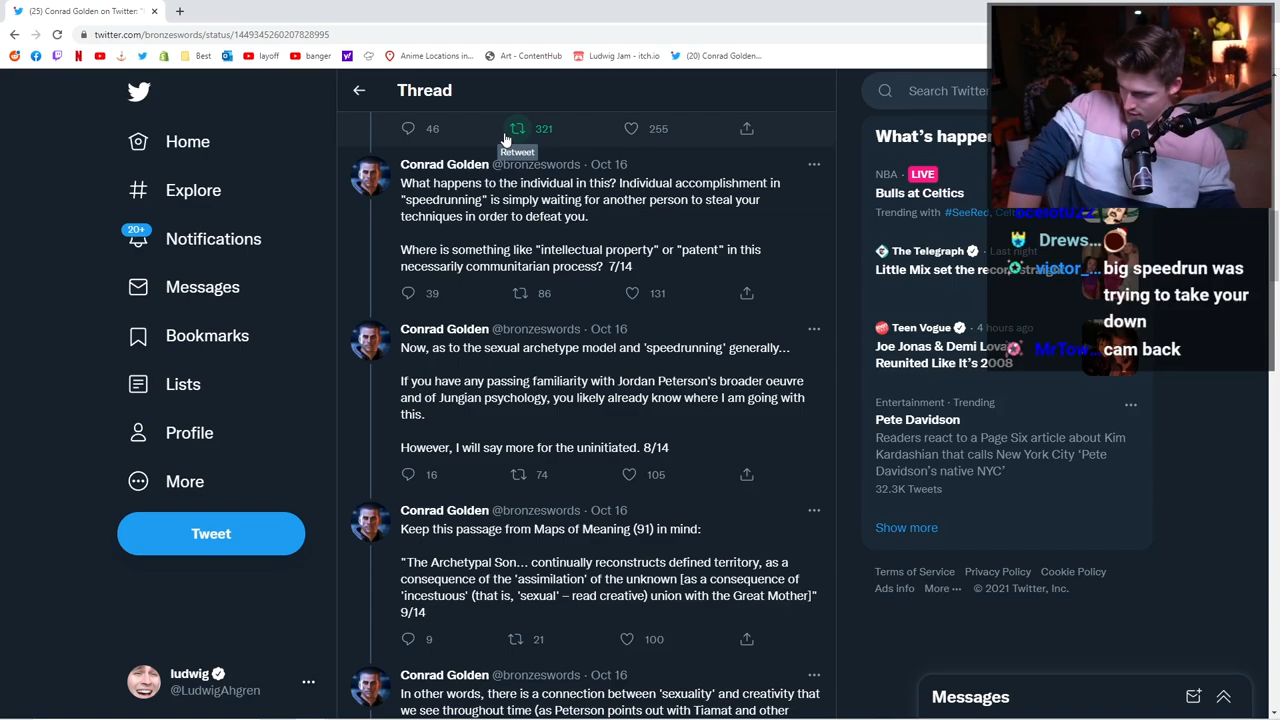 (25) Conrad Golden on Twitter: "
twitter.com/bronzeswords/status/1449345260207828995
Best
layoff
banger
Anime Locations in...
Art - ContentHub
Ludwig Jam - itch.io
(20) Conrad Golden...
Home
Explore
20+
Notifications
Messages
Bookmarks
Lists
Profile
More
Tweet
ludwig
@LudwigAhgren
Thread
46
321
255
Retweet
Conrad Golden @bronzeswords · Oct 16
What happens to the individual in this? Individual accomplishment in
"speedrunning" is simply waiting for another person to steal your
techniques in order to defeat you.
Where is something like "intellectual property" or "patent" in this
necessarily communitarian process?  7/14
39
86
131
Conrad Golden @bronzeswords · Oct 16
Now, as to the sexual archetype model and 'speedrunning' generally...
If you have any passing familiarity with Jordan Peterson's broader oeuvre
and of Jungian psychology, you likely already know where I am going with
this.
However, I will say more for the uninitiated. 8/14
16
74
105
Conrad Golden @bronzeswords · Oct 16
Keep this passage from Maps of Meaning (91) in mind:
"The Archetypal Son... continually reconstructs defined territory, as a
consequence of the 'assimilation' of the unknown [as a consequence of
'incestuous' (that is, 'sexual' – read creative) union with the Great Mother]"
9/14
9
21
100
Conrad Golden @bronzeswords · Oct 16
In other words, there is a connection between 'sexuality' and creativity that
we see throughout time (as Peterson points out with Tiamat and other
Search Twitter
What's happen
NBA · LIVE
Bulls at Celtics
Trending with #SeeRed,
The Telegraph · Last night
Little Mix set the record straight
Teen Vogue · 4 hours ago
Joe Jonas & Demi Lova
Reunited Like It's 2008
Entertainment · Trending
Pete Davidson
Readers react to a Page Six article about Kim
Kardashian that calls New York City 'Pete
Davidson's native NYC'
32.3K Tweets
Show more
Terms of Service Privacy Policy Cookie Policy
Ads info More ··· © 2021 Twitter, Inc.
Messages
Drews...
victor_... big speedrun was
trying to take your
down
MrTow... cam back